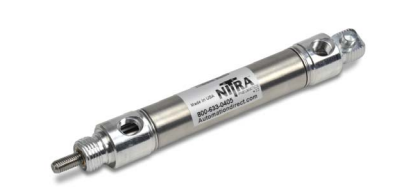 Made in USA
NITRA
800-633-0405
Automationdirect.com